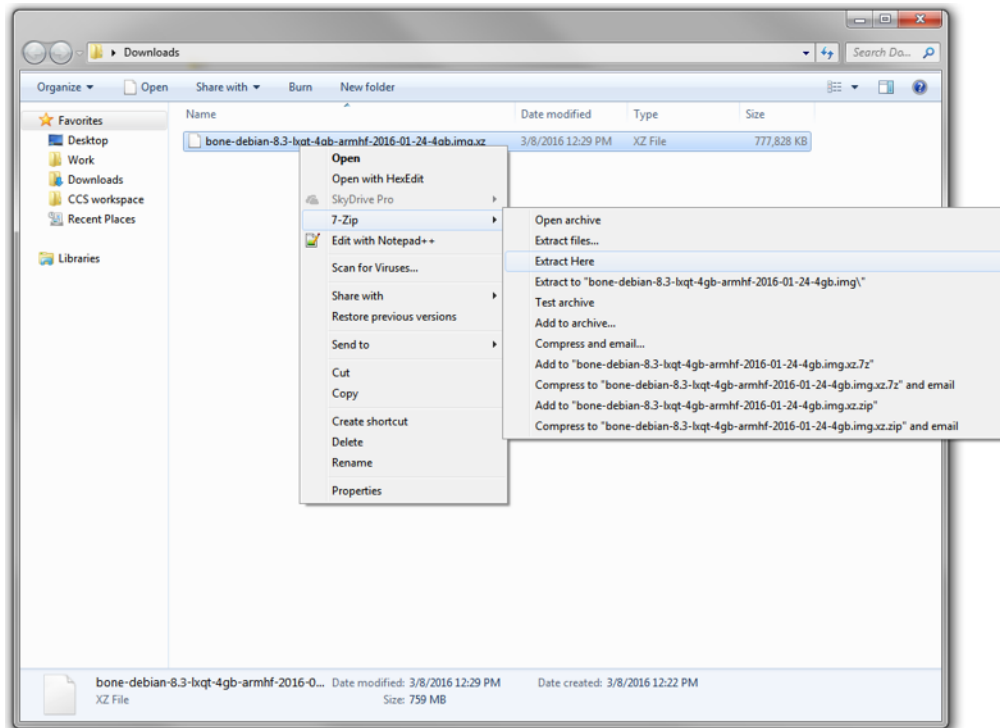 Downloads
Search Do...
Organize
Open
Share with
Burn
New folder
Name
Date modified
Type
Size
Favorites
Desktop
Work
Downloads
CCS workspace
Recent Places
Libraries
bone-debian-8.3-lxqt-4gb-armhf-2016-01-24-4gb.img.xz
3/8/2016 12:29 PM
XZ File
777,828 KB
Open
Open with HexEdit
SkyDrive Pro
7-Zip
Edit with Notepad++
Scan for Viruses...
Share with
Restore previous versions
Send to
Cut
Copy
Create shortcut
Delete
Rename
Properties
Open archive
Extract files...
Extract Here
Extract to "bone-debian-8.3-lxqt-4gb-armhf-2016-01-24-4gb.img\"
Test archive
Add to archive...
Compress and email...
Add to "bone-debian-8.3-lxqt-4gb-armhf-2016-01-24-4gb.img.xz.7z"
Compress to "bone-debian-8.3-lxqt-4gb-armhf-2016-01-24-4gb.img.xz.7z" and email
Add to "bone-debian-8.3-lxqt-4gb-armhf-2016-01-24-4gb.img.xz.zip"
Compress to "bone-debian-8.3-lxqt-4gb-armhf-2016-01-24-4gb.img.xz.zip" and email
bone-debian-8.3-lxqt-4gb-armhf-2016-0...
Date modified: 3/8/2016 12:29 PM
Date created: 3/8/2016 12:22 PM
XZ File
Size: 759 MB